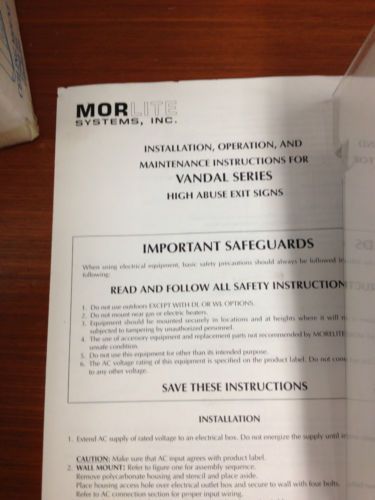 MORLITE
SYSTEMS, INC.
INSTALLATION, OPERATION, AND
MAINTENANCE INSTRUCTIONS FOR
VANDAL SERIES
HIGH ABUSE EXIT SIGNS
IMPORTANT SAFEGUARDS
When using electrical equipment, basic safety precautions should always be followed
following:
READ AND FOLLOW ALL SAFETY INSTRUCTION
1. Do not use outdoors EXCEPT WITH DL OR WL OPTIONS.
2. Do not mount near gas or electric heaters.
3. Equipment should be mounted securely in locations and at heights where it will
subjected to tampering by unauthorized personnel.
4. The use of accessory equipment and replacement parts not recommended by MORELITE
unsafe condition.
5. Do not use this equipment for other than its intended purpose.
6. The AC voltage rating of this equipment is specified on the product label. Do not
to any other voltage.
SAVE THESE INSTRUCTIONS
INSTALLATION
1. Extend AC supply of rated voltage to an electrical box. Do not energize the supply until
CAUTION: Make sure that AC input agrees with product label.
2. WALL MOUNT: Refer to figure one for assembly sequence.
Remove polycarbonate housing and stencil and place aside.
Place housing access hole over electrical outlet box and secure to wall with four bolts.
Refer to AC connection section for proper input wiring.